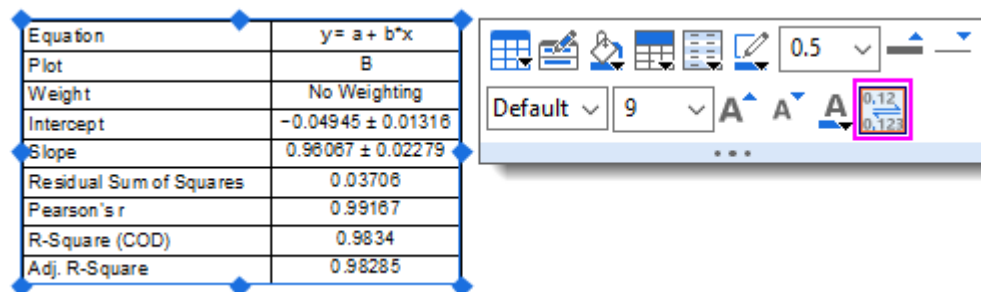 Equation y= a + b*x
Plot B
Weight No Weighting
Intercept −0.04945 ± 0.01316
Slope 0.96067 ± 0.02279
Residual Sum of Squares 0.03706
Pearson's r 0.99167
R-Square (COD) 0.9834
Adj. R-Square 0.98285
0.5
Default 9 A A A 0.12
0.123